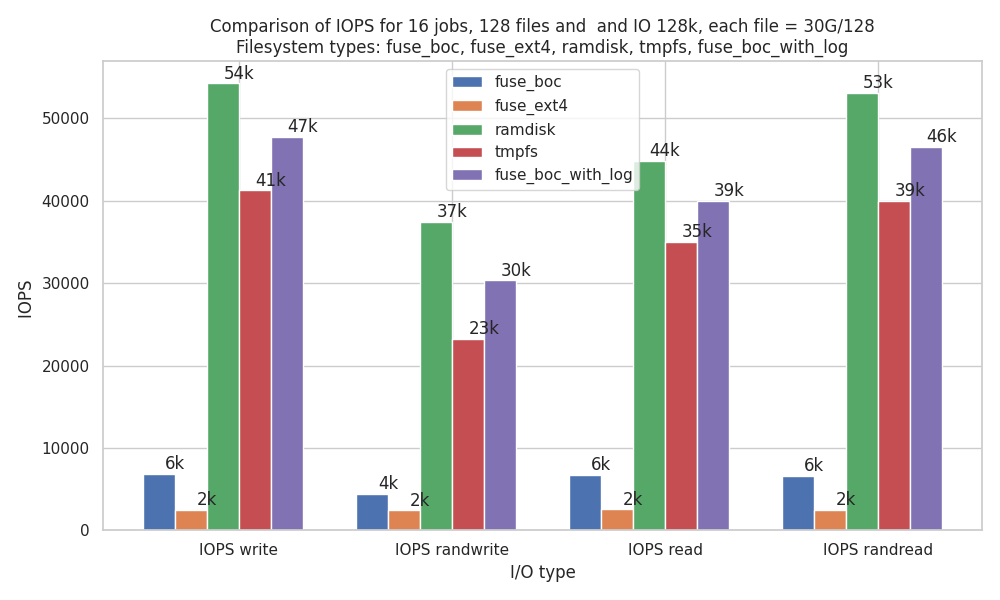 Comparison of IOPS for 16 jobs, 128 files and  and IO 128k, each file = 30G/128
Filesystem types: fuse_boc, fuse_ext4, ramdisk, tmpfs, fuse_boc_with_log
IOPS
50000
40000
30000
20000
10000
0
fuse_boc
fuse_ext4
ramdisk
tmpfs
fuse_boc_with_log
6k
2k
54k
41k
47k
4k
2k
37k
23k
30k
6k
2k
44k
35k
39k
6k
2k
53k
39k
46k
IOPS write
IOPS randwrite
IOPS read
IOPS randread
I/O type